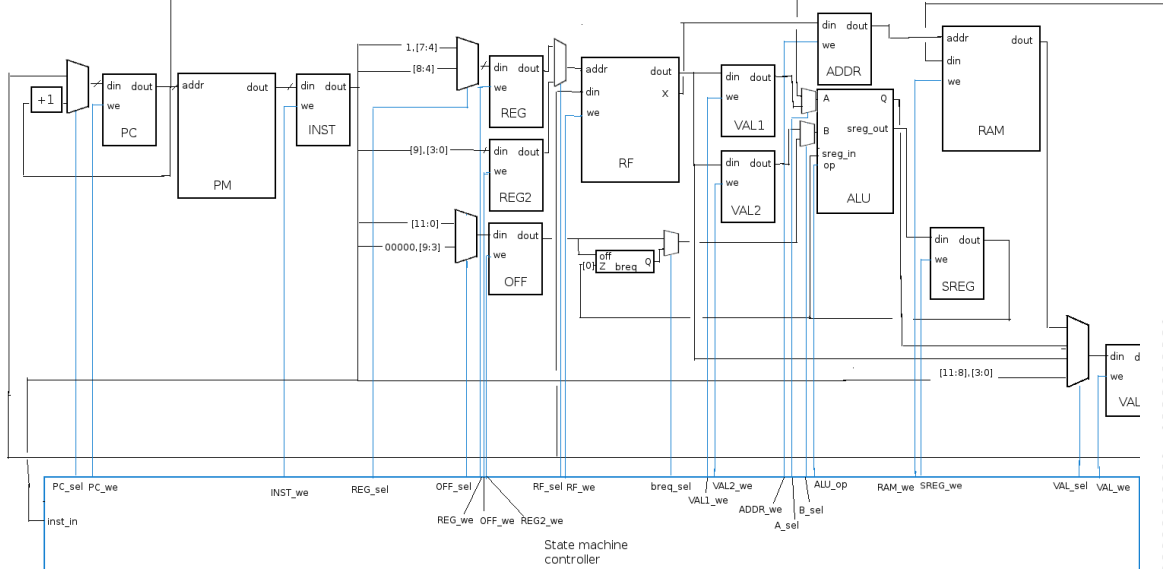 1,[7:4]
[8:4]
+1
din dout
we
PC
addr dout
PM
din dout
we
INST
din dout
we
REG
[9],[3:0]
din dout
we
REG2
[11:0]
00000,[9:3]
din dout
we
OFF
addr dout
din X
we
RF
off
[0] Z breq Q
din dout
we
VAL1
din dout
we
VAL2
din dout
we
ADDR
A Q
B sreg_out
sreg_in
op
ALU
addr dout
din
we
RAM
din dout
we
SREG
[11:8],[3:0]
din d
we
VAL
PC_sel PC_we INST_we REG_sel OFF_sel RF_sel RF_we breq_sel VAL1_we VAL2_we ALU_op RAM_we SREG_we VAL_sel VAL_we
REG_we OFF_we REG2_we ADDR_we A_sel B_sel
inst_in
State machine
controller